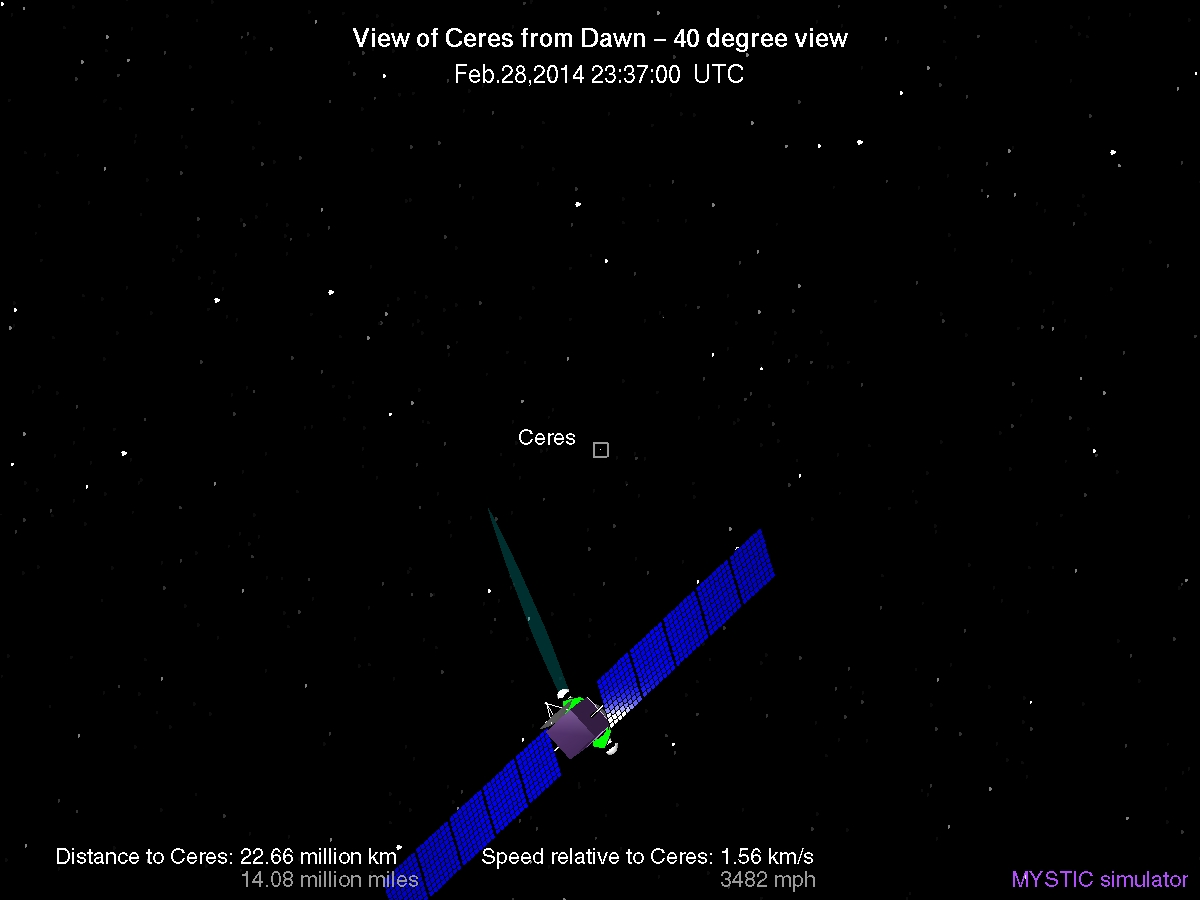 View of Ceres from Dawn – 40 degree view
Feb.28,2014 23:37:00 UTC
Ceres
Distance to Ceres: 22.66 million km
14.08 million miles
Speed relative to Ceres: 1.56 km/s
3482 mph
MYSTIC simulator